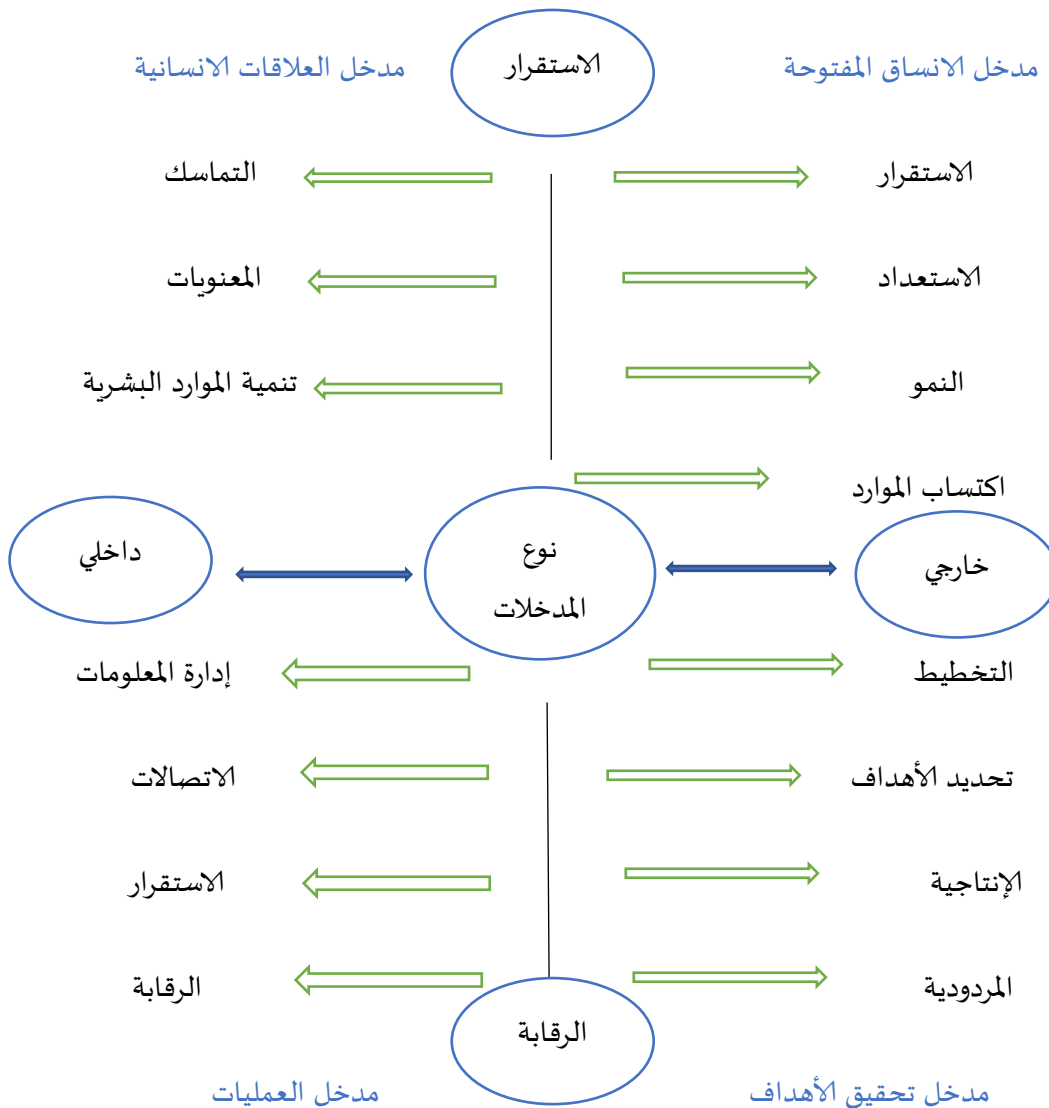 مدخل الانساق المفتوحة
الاستقرار
مدخل العلاقات الانسانية
الاستقرار
التماسك
الاستعداد
المعنويات
النمو
تنمية الموارد البشرية
اكتساب الموارد
خارجي
نوع
المدخلات
داخلي
التخطيط
إدارة المعلومات
تحديد الأهداف
الاتصالات
الإنتاجية
الاستقرار
المردودية
الرقابة
الرقابة
مدخل تحقيق الأهداف
مدخل العمليات